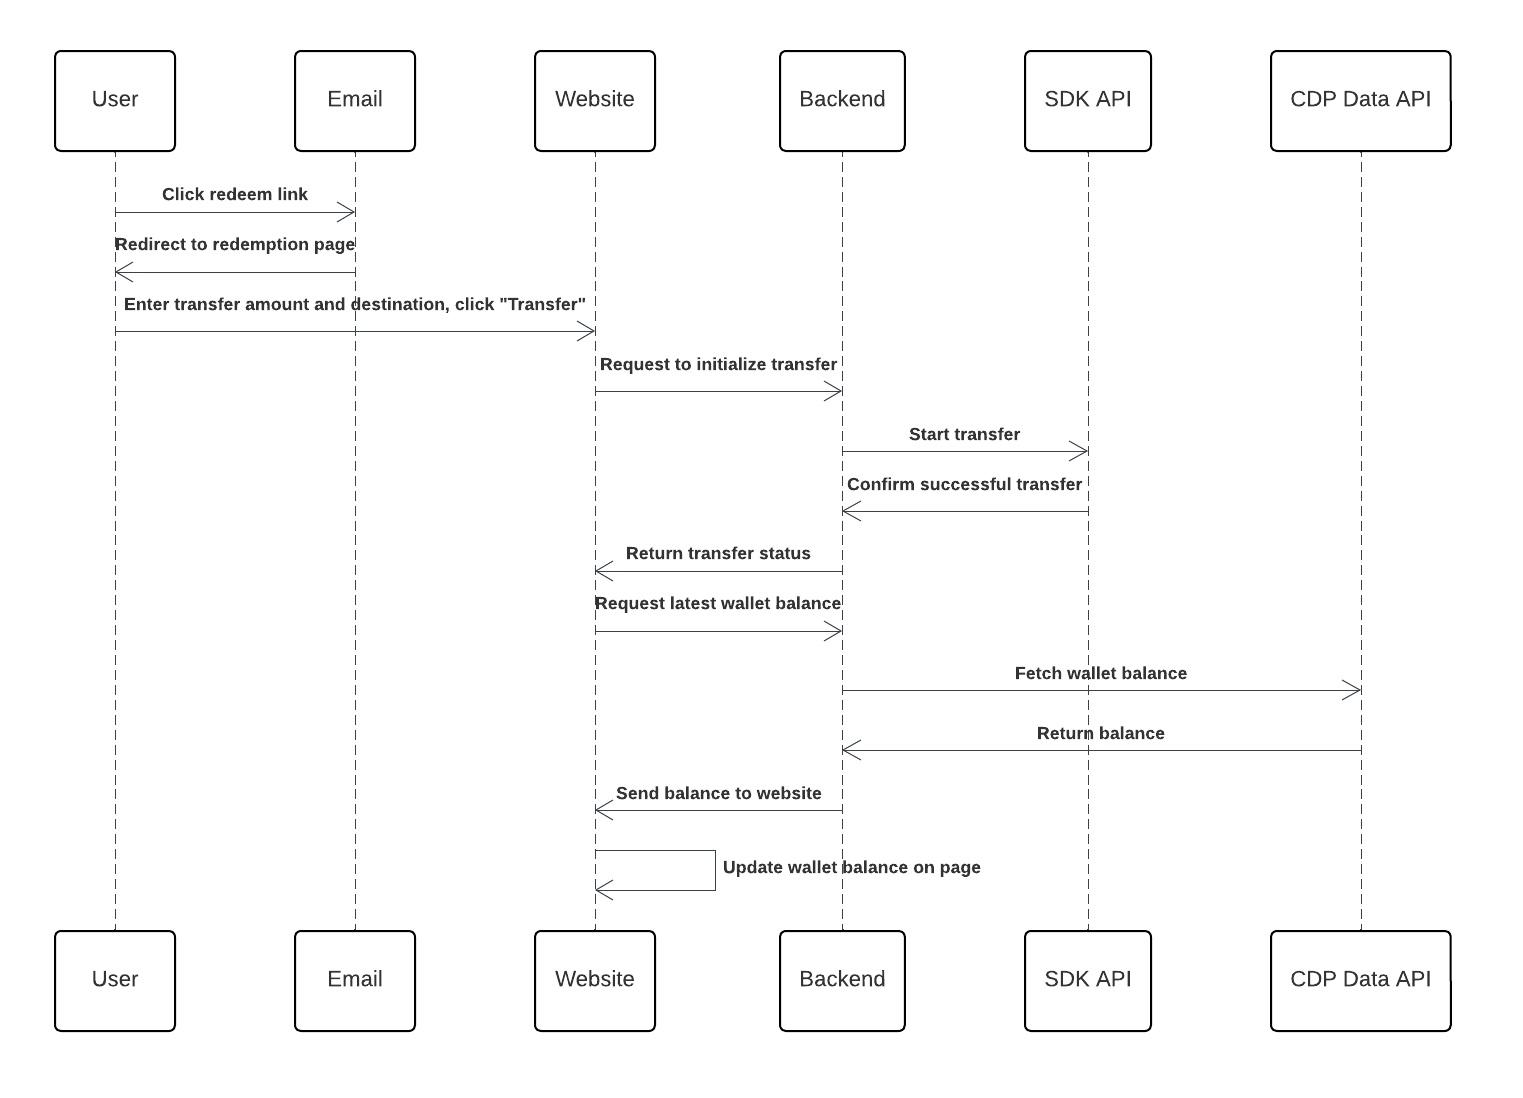 User
Email
Website
Backend
SDK API
CDP Data API
Click redeem link
Redirect to redemption page
Enter transfer amount and destination, click "Transfer"
Request to initialize transfer
Start transfer
Confirm successful transfer
Return transfer status
Request latest wallet balance
Fetch wallet balance
Return balance
Send balance to website
Update wallet balance on page
User
Email
Website
Backend
SDK API
CDP Data API